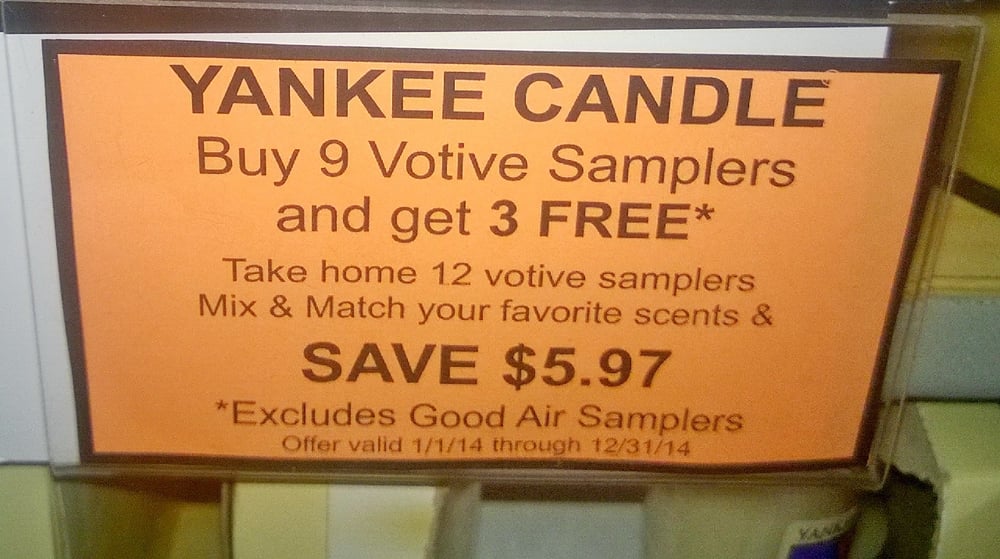 YANKEE CANDLE®
Buy 9 Votive Samplers
and get 3 FREE*
Take home 12 votive samplers
Mix & Match your favorite scents &
SAVE $5.97
*Excludes Good Air Samplers
Offer valid 1/1/14 through 12/31/14